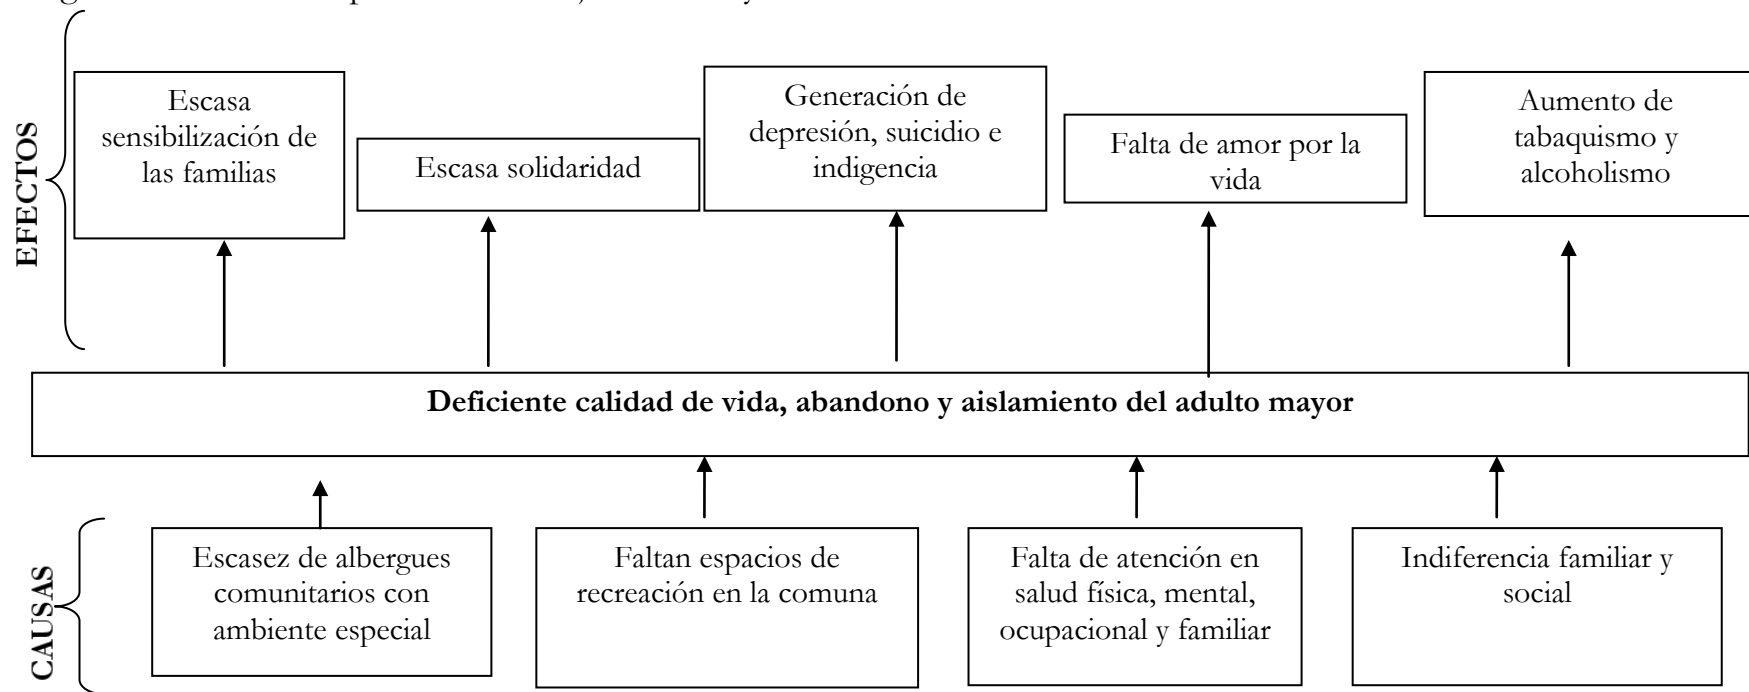 EFECTOS
Escasa
sensibilización de
las familias
Escasa solidaridad
Generación de
depresión, suicidio e
indigencia
Falta de amor por la
vida
Aumento de
tabaquismo y
alcoholismo
Deficiente calidad de vida, abandono y aislamiento del adulto mayor
CAUSAS
Escasez de albergues
comunitarios con
ambiente especial
Faltan espacios de
recreación en la comuna
Falta de atención en
salud física, mental,
ocupacional y familiar
Indiferencia familiar y
social